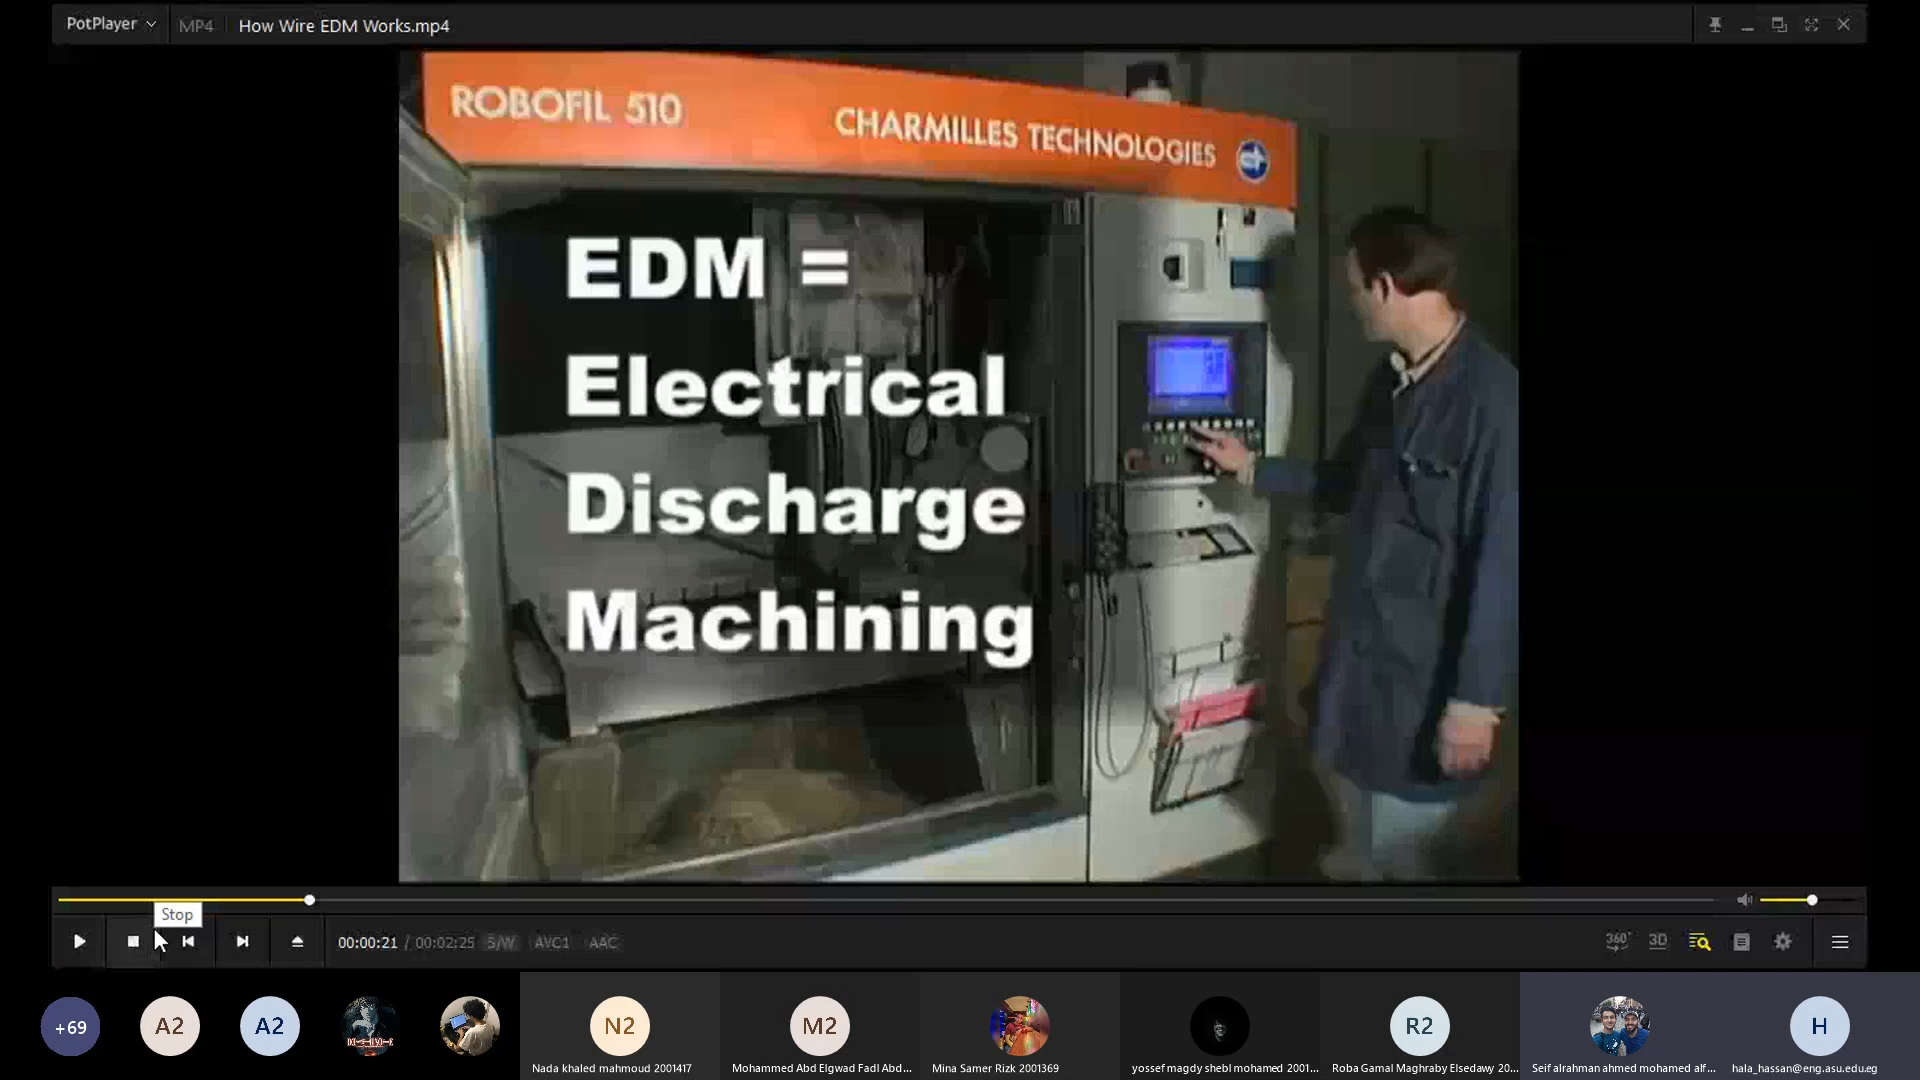 PotPlayer
MP4
How Wire EDM Works.mp4
ROBOFIL 510
CHARMILLES TECHNOLOGIES
EDM =
Electrical
Discharge
Machining
Stop
00:00:21 / 00:02:25 S/W AVC1 AAC
360°
3D
+69
A2
A2
N2
M2
R2
H
Nada khaled mahmoud 2001417
Mohammed Abd Elgwad Fadl Abd...
Mina Samer Rizk 2001369
yossef magdy shebl mohamed 2001...
Roba Gamal Maghraby Elsedawy 20...
Seif alrahman ahmed mohamed alf...
hala_hassan@eng.asu.edu.eg